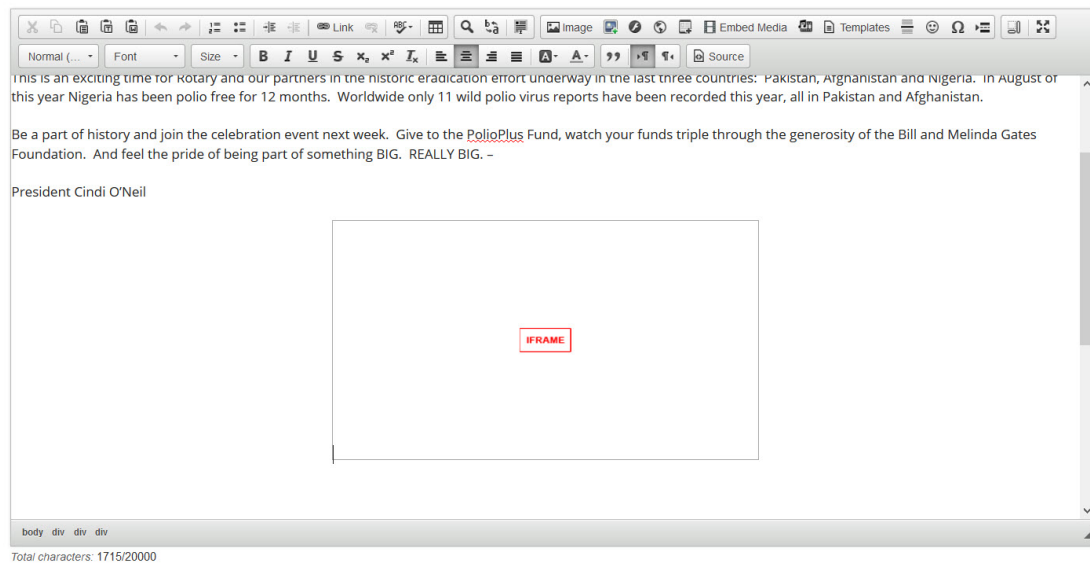 Link ABC Image Embed Media Templates
Normal (... Font Size B I U S x₂ x² Ix A A Source
This is an exciting time for Rotary and our partners in the historic eradication effort underway in the last three countries:  Pakistan, Afghanistan and Nigeria.  In August of
this year Nigeria has been polio free for 12 months.  Worldwide only 11 wild polio virus reports have been recorded this year, all in Pakistan and Afghanistan.
Be a part of history and join the celebration event next week.  Give to the PolioPlus Fund, watch your funds triple through the generosity of the Bill and Melinda Gates
Foundation.  And feel the pride of being part of something BIG.  REALLY BIG. –
President Cindi O’Neil
IFRAME
body div div div
Total characters: 1715/20000